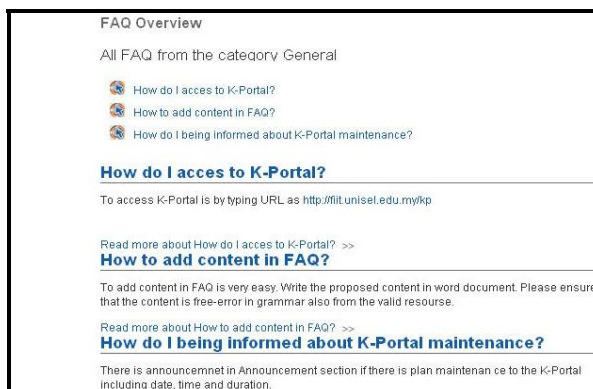 FAQ Overview
All FAQ from the category General
How do I acces to K-Portal?
How to add content in FAQ?
How do I being informed about K-Portal maintenance?
How do I acces to K-Portal?
To access K-Portal is by typing URL as http://fiit.unisel.edu.my/kp
Read more about How do I acces to K-Portal? >>
How to add content in FAQ?
To add content in FAQ is very easy. Write the proposed content in word document. Please ensure
that the content is free-error in grammar also from the valid resourse.
Read more about How to add content in FAQ? >>
How do I being informed about K-Portal maintenance?
There is announcemnet in Announcement section if there is plan maintenan ce to the K-Portal
including date, time and duration.